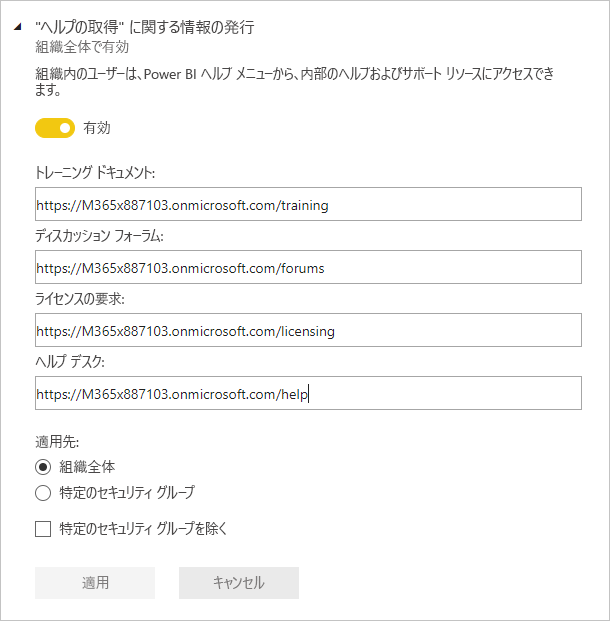 "ヘルプの取得" に関する情報の発行
組織全体で有効
組織内のユーザーは、Power BI ヘルプ メニューから、内部のヘルプおよびサポート リソースにアクセスでき
ます。
有効
トレーニング ドキュメント:
https://M365x887103.onmicrosoft.com/training
ディスカッション フォーラム:
https://M365x887103.onmicrosoft.com/forums
ライセンスの要求:
https://M365x887103.onmicrosoft.com/licensing
ヘルプ デスク:
https://M365x887103.onmicrosoft.com/help
適用先:
組織全体
特定のセキュリティ グループ
特定のセキュリティ グループを除く
適用
キャンセル